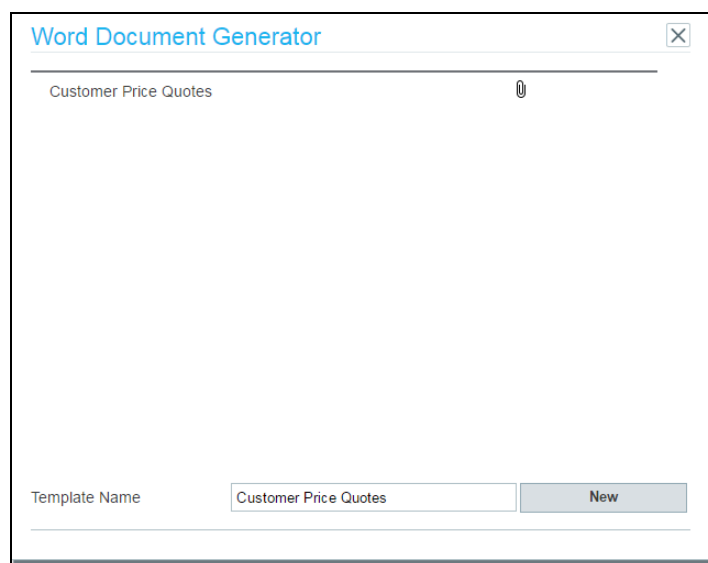 Word Document Generator
Customer Price Quotes
Template Name Customer Price Quotes New